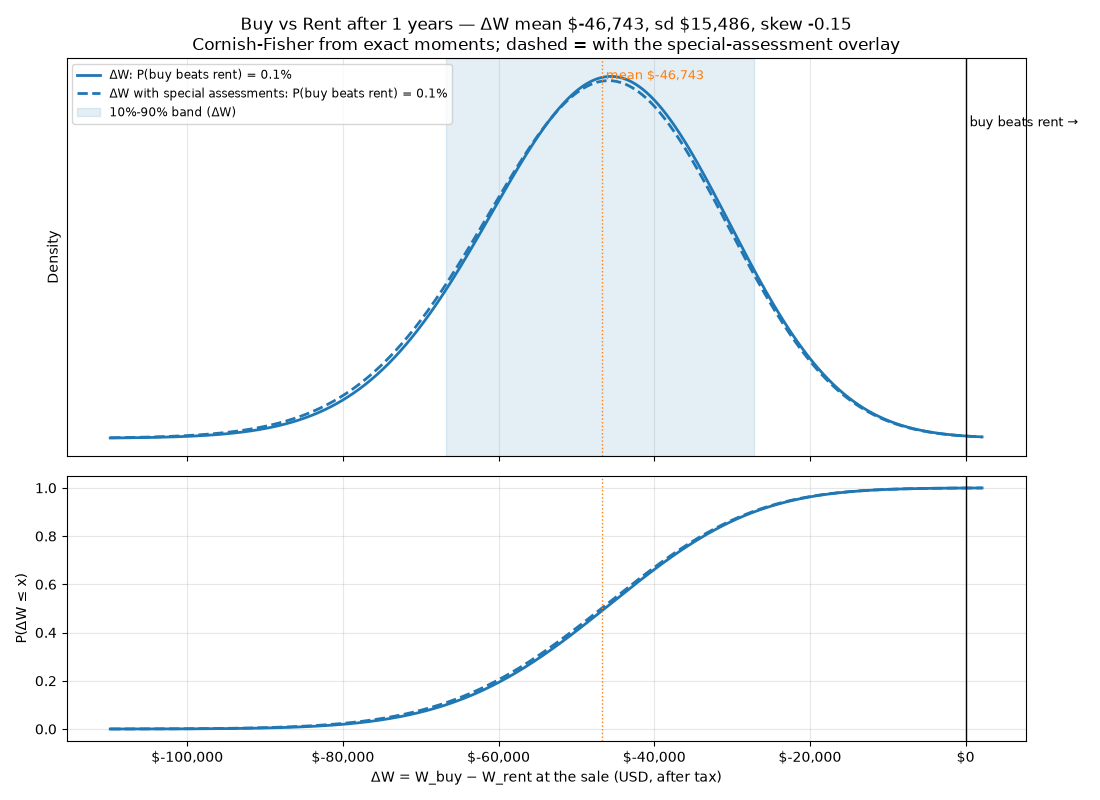 Buy vs Rent after 1 years — ΔW mean $-46,743, sd $15,486, skew -0.15
Cornish-Fisher from exact moments; dashed = with the special-assessment overlay
ΔW: P(buy beats rent) = 0.1%
ΔW with special assessments: P(buy beats rent) = 0.1%
10%-90% band (ΔW)
mean $-46,743
buy beats rent →
Density
1.0
0.8
0.6
0.4
0.2
0.0
P(ΔW ≤ x)
$-100,000 $-80,000 $-60,000 $-40,000 $-20,000 $0
ΔW = W_buy − W_rent at the sale (USD, after tax)